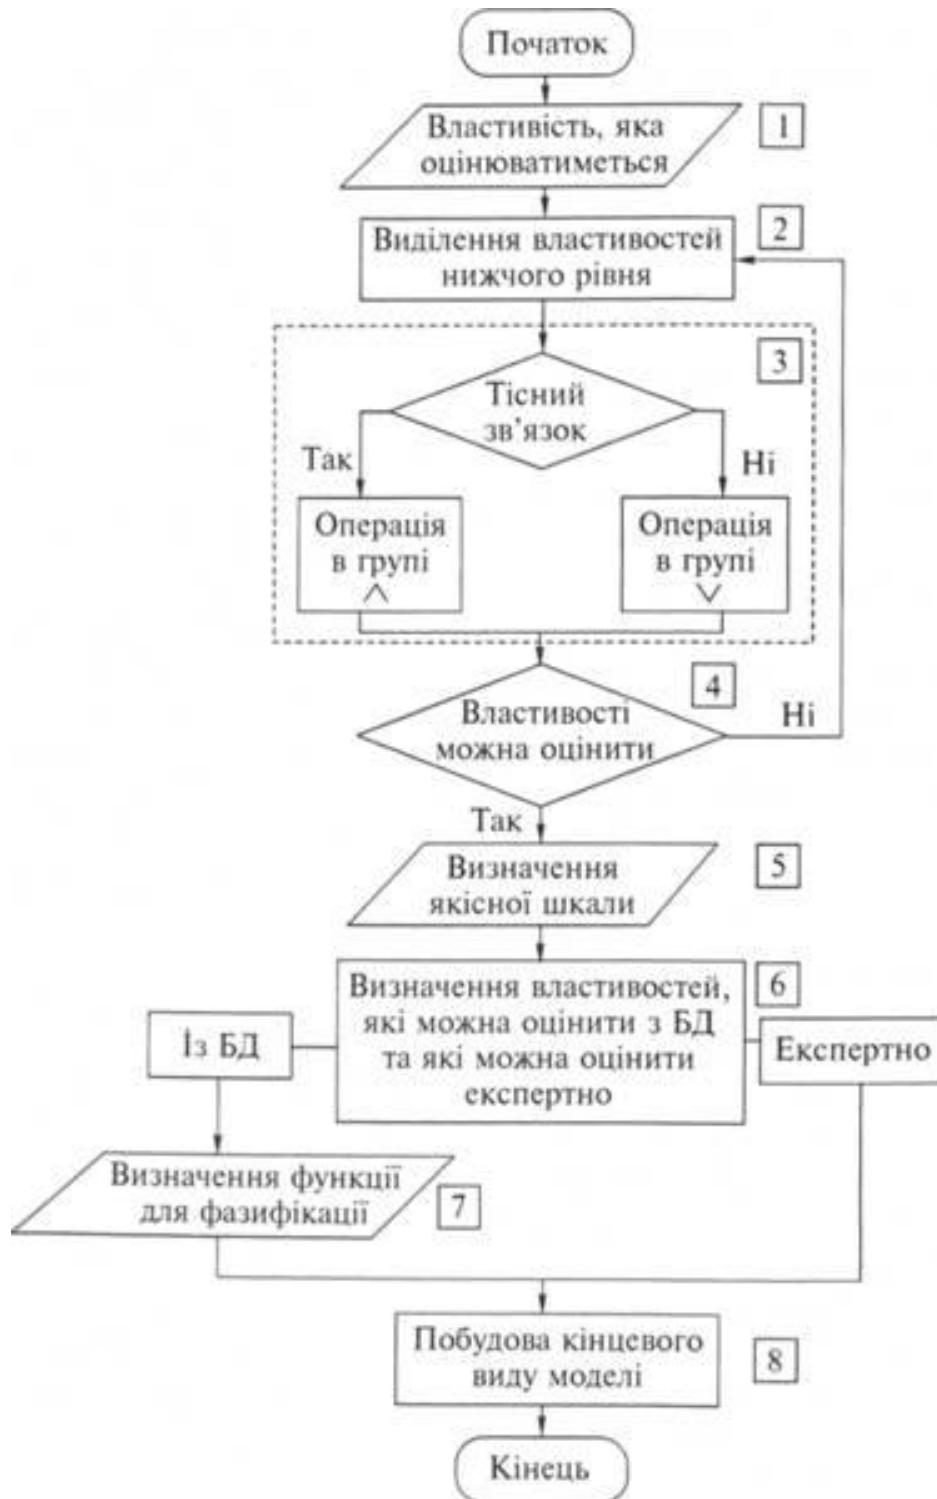 Початок
Властивість, яка
оцінюватиметься
1
Виділення властивостей
нижчого рівня
2
3
Тісний
зв'язок
Так
Ні
Операція
в групі
∧
Операція
в групі
∨
4
Властивості
можна оцінити
Ні
Так
Визначення
якісної шкали
5
Визначення властивостей,
які можна оцінити з БД
та які можна оцінити
експертно
6
Із БД
Експертно
Визначення функції
для фазифікації
7
Побудова кінцевого
виду моделі
8
Кінець